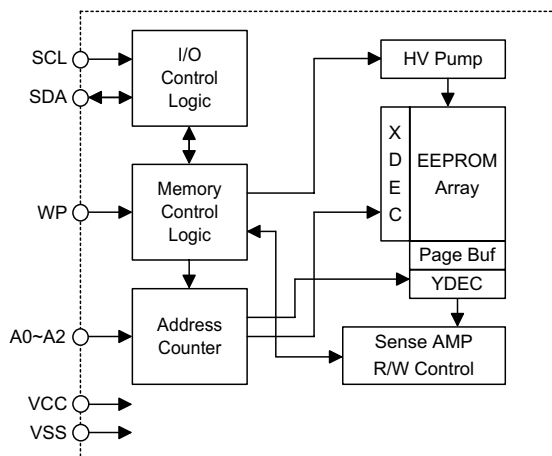 SCL
SDA
WP
A0~A2
VCC
VSS
I/O
Control
Logic
Memory
Control
Logic
Address
Counter
HV Pump
X
D
E
C
EEPROM
Array
Page Buf
YDEC
Sense AMP
R/W Control